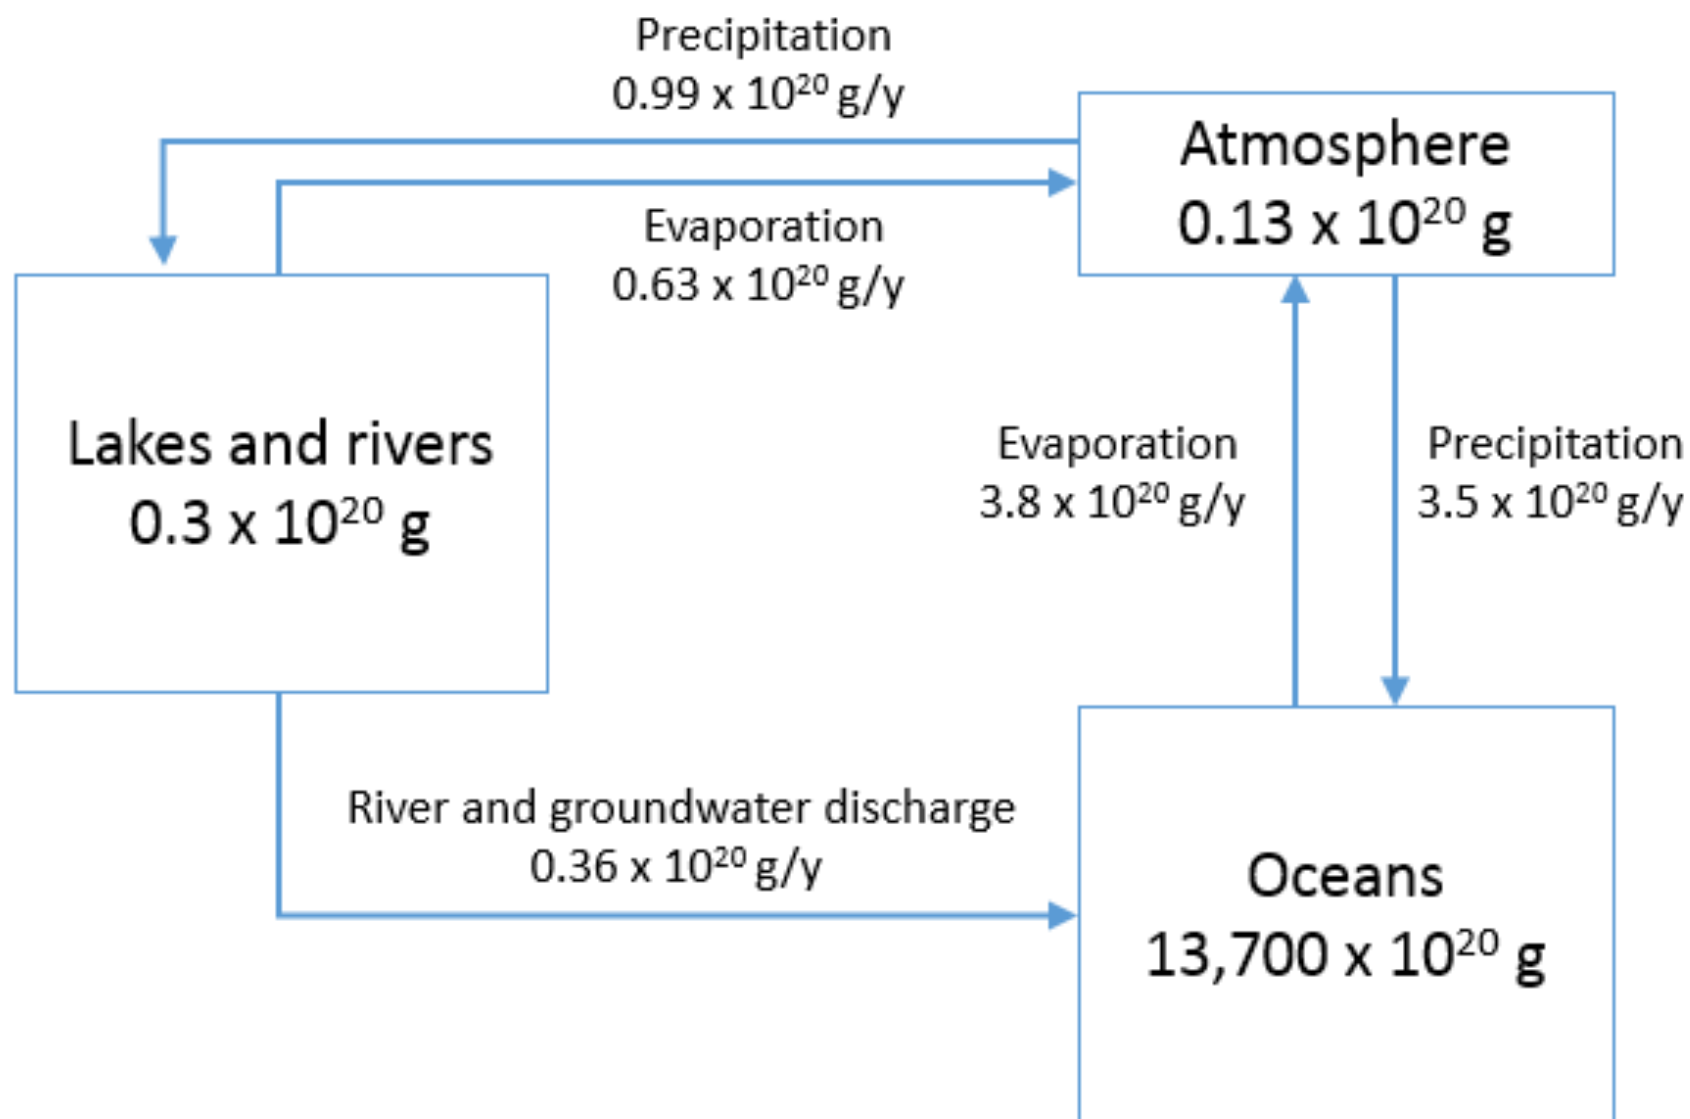 Precipitation
0.99 x 10²⁰ g/y
Atmosphere
0.13 x 10²⁰ g
Evaporation
0.63 x 10²⁰ g/y
Lakes and rivers
0.3 x 10²⁰ g
Evaporation
3.8 x 10²⁰ g/y
Precipitation
3.5 x 10²⁰ g/y
River and groundwater discharge
0.36 x 10²⁰ g/y
Oceans
13,700 x 10²⁰ g